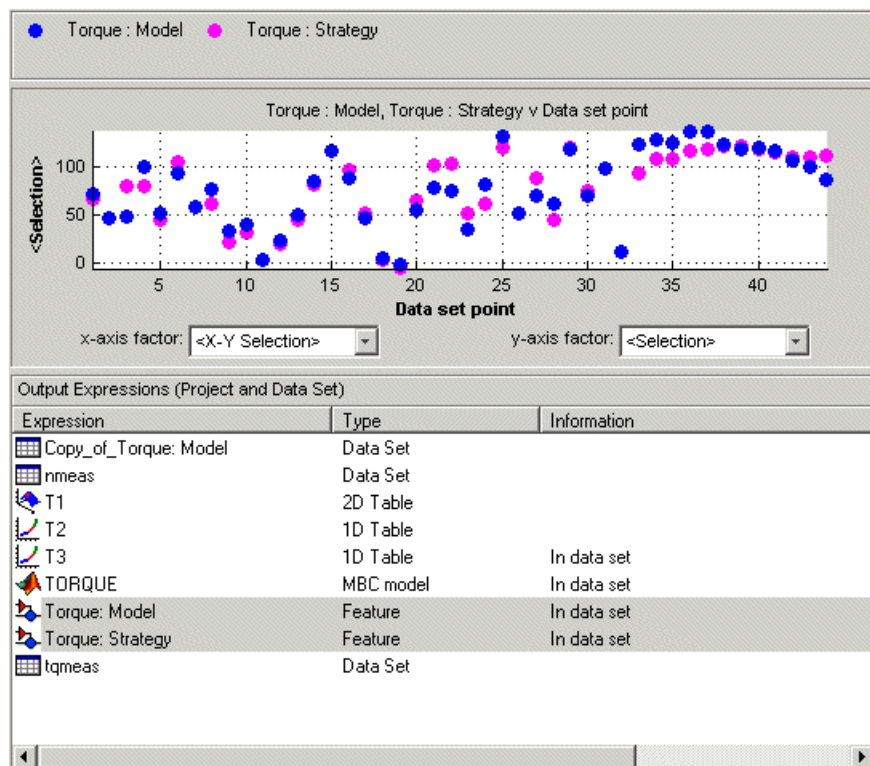 Torque : Model Torque : Strategy
Torque : Model, Torque : Strategy v Data set point
<Selection>
100
50
0
5 10 15 20 25 30 35 40
Data set point
x-axis factor: <X-Y Selection> y-axis factor: <Selection>
Output Expressions (Project and Data Set)
Expression Type Information
Copy_of_Torque: Model Data Set
nmeas Data Set
T1 2D Table
T2 1D Table
T3 1D Table In data set
TORQUE MBC model In data set
Torque: Model Feature In data set
Torque: Strategy Feature In data set
tqmeas Data Set